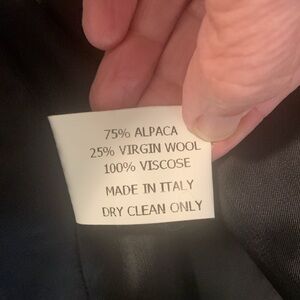 75% ALPACA
25% VIRGIN WOOL
100% VISCOSE
MADE IN ITALY
DRY CLEAN ONLY